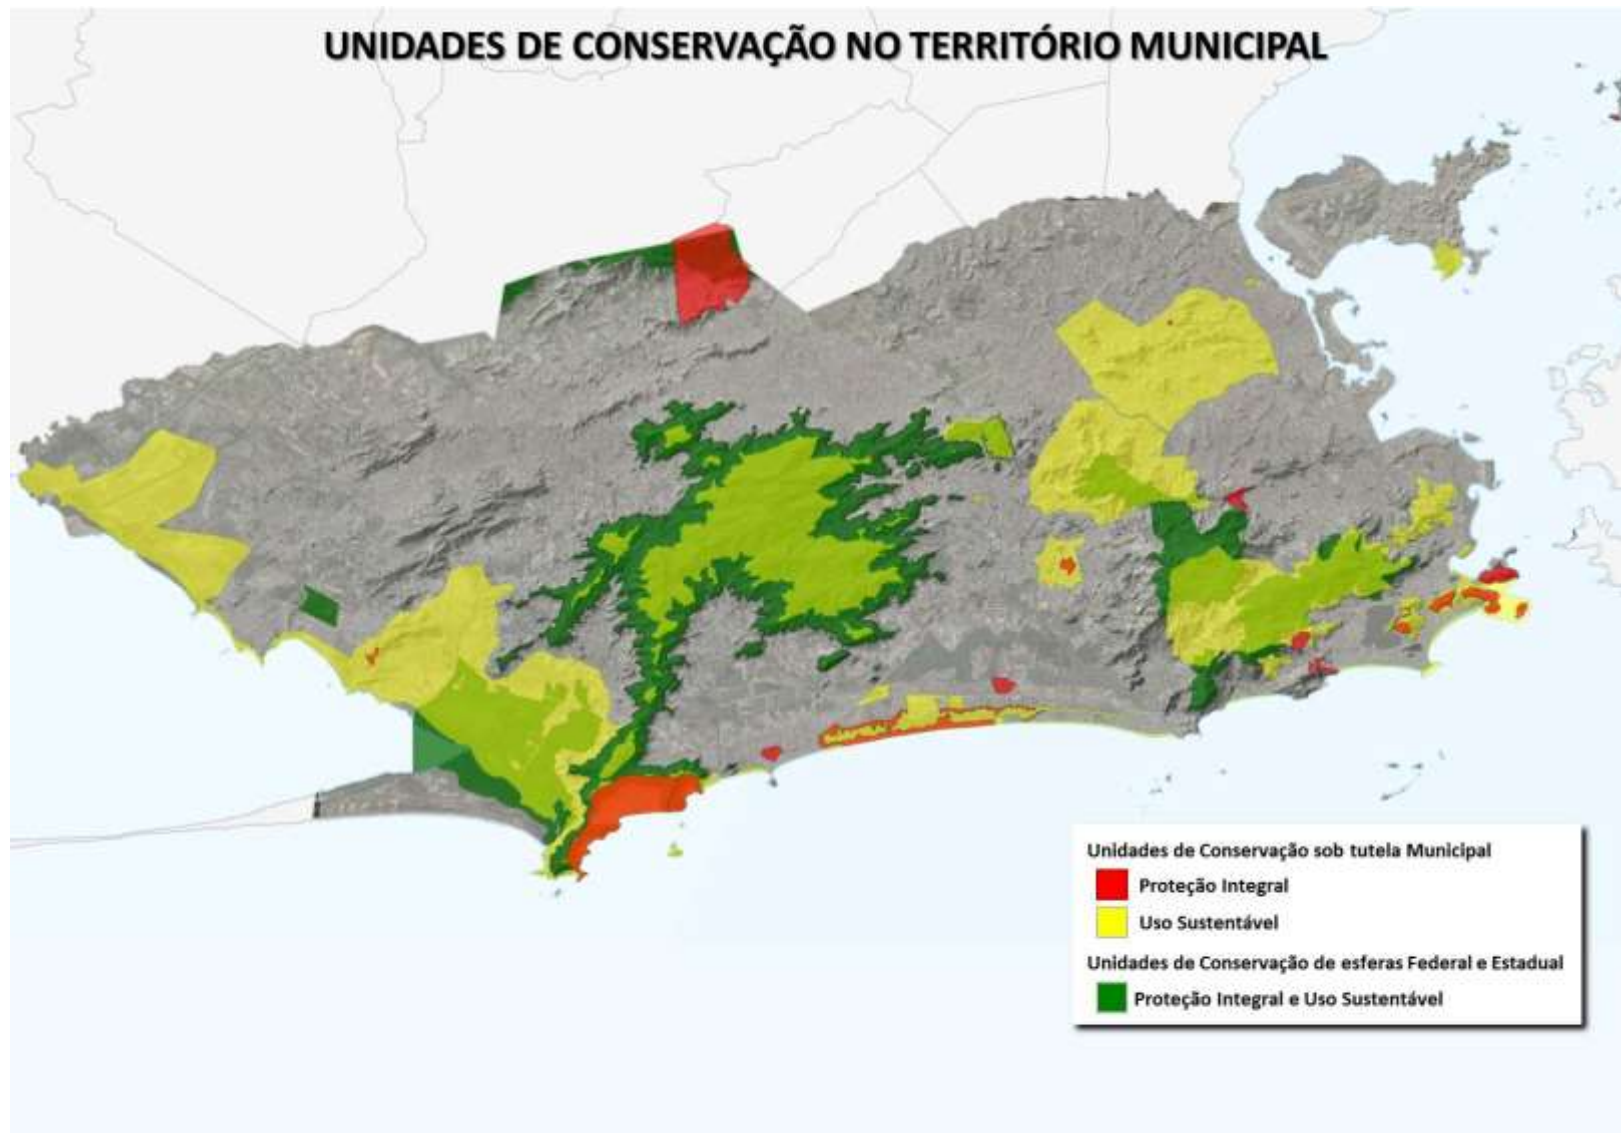 UNIDADES DE CONSERVAÇÃO NO TERRITÓRIO MUNICIPAL
Unidades de Conservação sob tutela Municipal
Proteção Integral
Uso Sustentável
Unidades de Conservação de esferas Federal e Estadual
Proteção Integral e Uso Sustentável